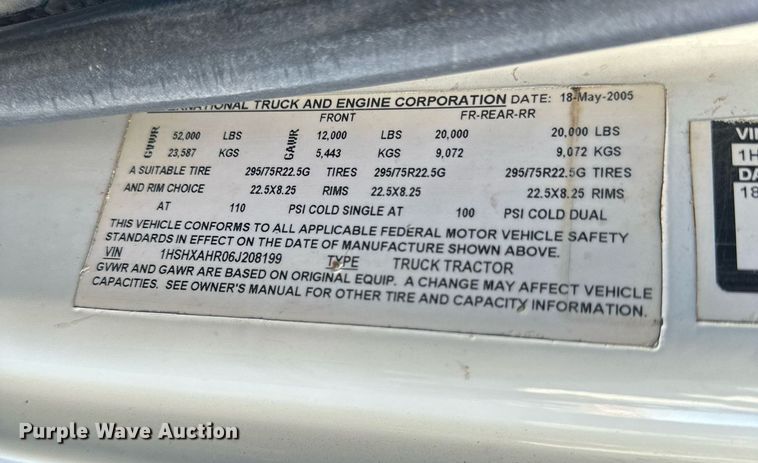 TRUCK AND ENGINE CORPORATION DATE: 18-May-2005
FRONT FR-REAR-RR
GVWR 52,000 LBS GAWR 12,000 LBS 20,000 20,000 LBS
23,587 KGS 5,443 KGS 9,072 9,072 KGS
A SUITABLE TIRE 295/75R22.5G TIRES 295/75R22.5G 295/75R22.5G TIRES
AND RIM CHOICE 22.5X8.25 RIMS 22.5X8.25 22.5X8.25 RIMS
AT 110 PSI COLD SINGLE AT 100 PSI COLD DUAL
THIS VEHICLE CONFORMS TO ALL APPLICABLE FEDERAL MOTOR VEHICLE SAFETY
STANDARDS IN EFFECT ON THE DATE OF MANUFACTURE SHOWN ABOVE.
VIN 1HSHXAHR06J208199 TYPE TRUCK TRACTOR
GVWR AND GAWR ARE BASED ON ORIGINAL EQUIP. A CHANGE MAY AFFECT VEHICLE
CAPACITIES. SEE OWNER'S MANUAL FOR OTHER TIRE AND CAPACITY INFORMATION.
VI
1H
DA
18
Purple Wave Auction